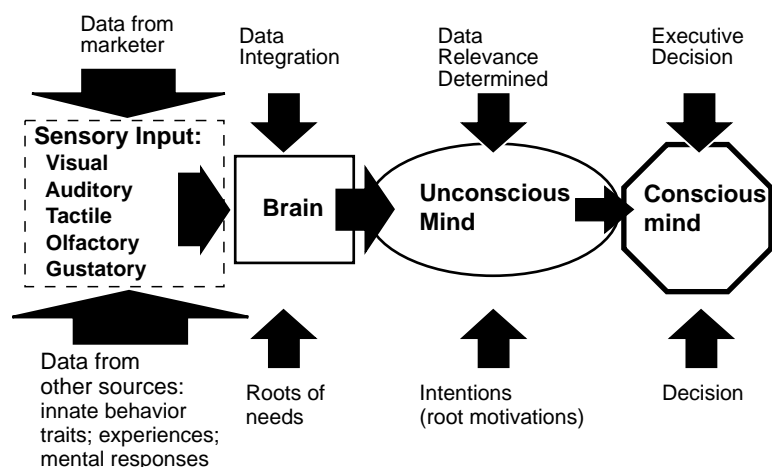 Data from
marketer
Data
Integration
Data
Relevance
Determined
Executive
Decision
Sensory Input:
Visual
Auditory
Tactile
Olfactory
Gustatory
Brain
Unconscious
Mind
Conscious
mind
Data from
other sources:
innate behavior
traits; experiences;
mental responses
Roots of
needs
Intentions
(root motivations)
Decision